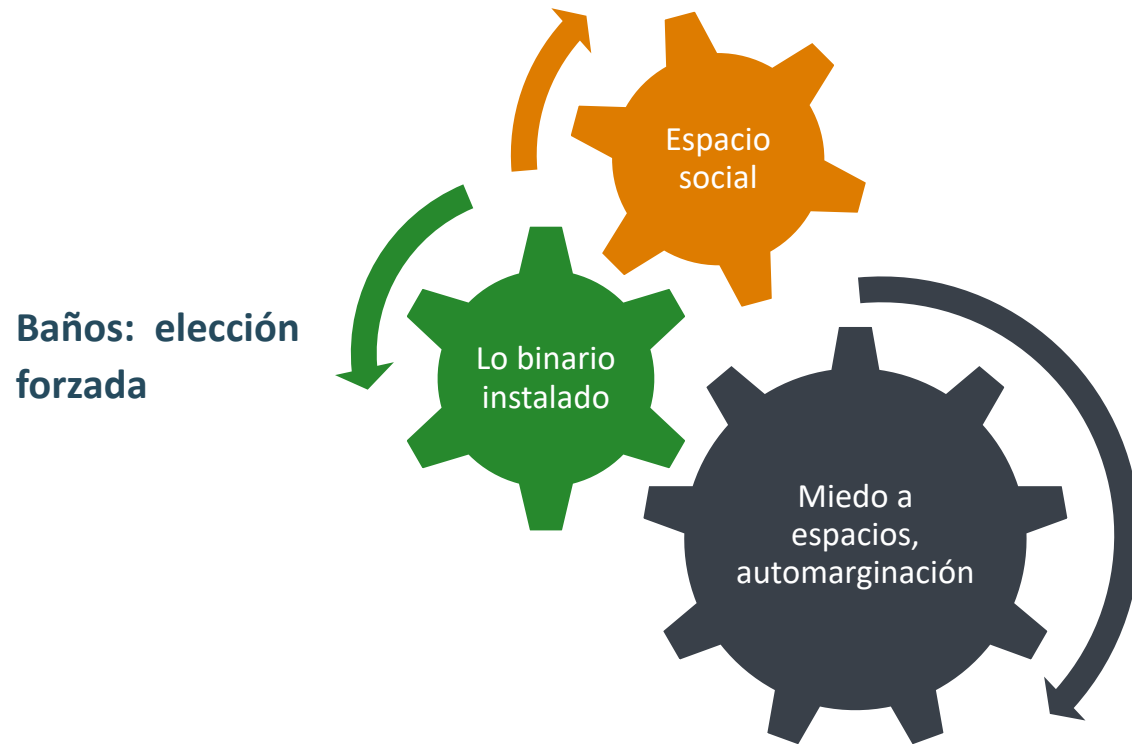 Espacio
social
Baños: elección
forzada
Lo binario
instalado
Miedo a
espacios,
automarginación